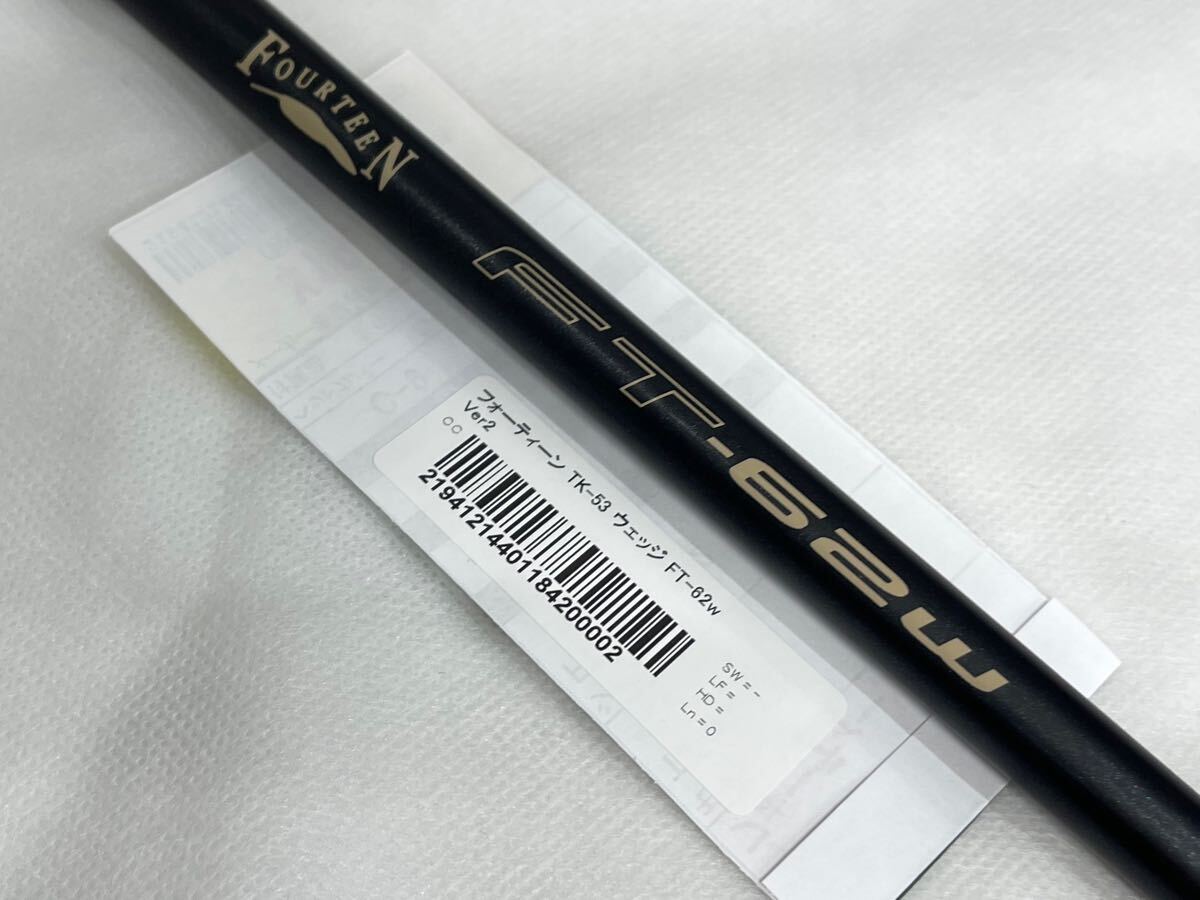 FOURTEEN
FT-62w
フォーティーン TK-53 ウェッジ FT-62w
Ver2
○○
21941214401184200002
SW = -
LF =
HD =
Ln = 0